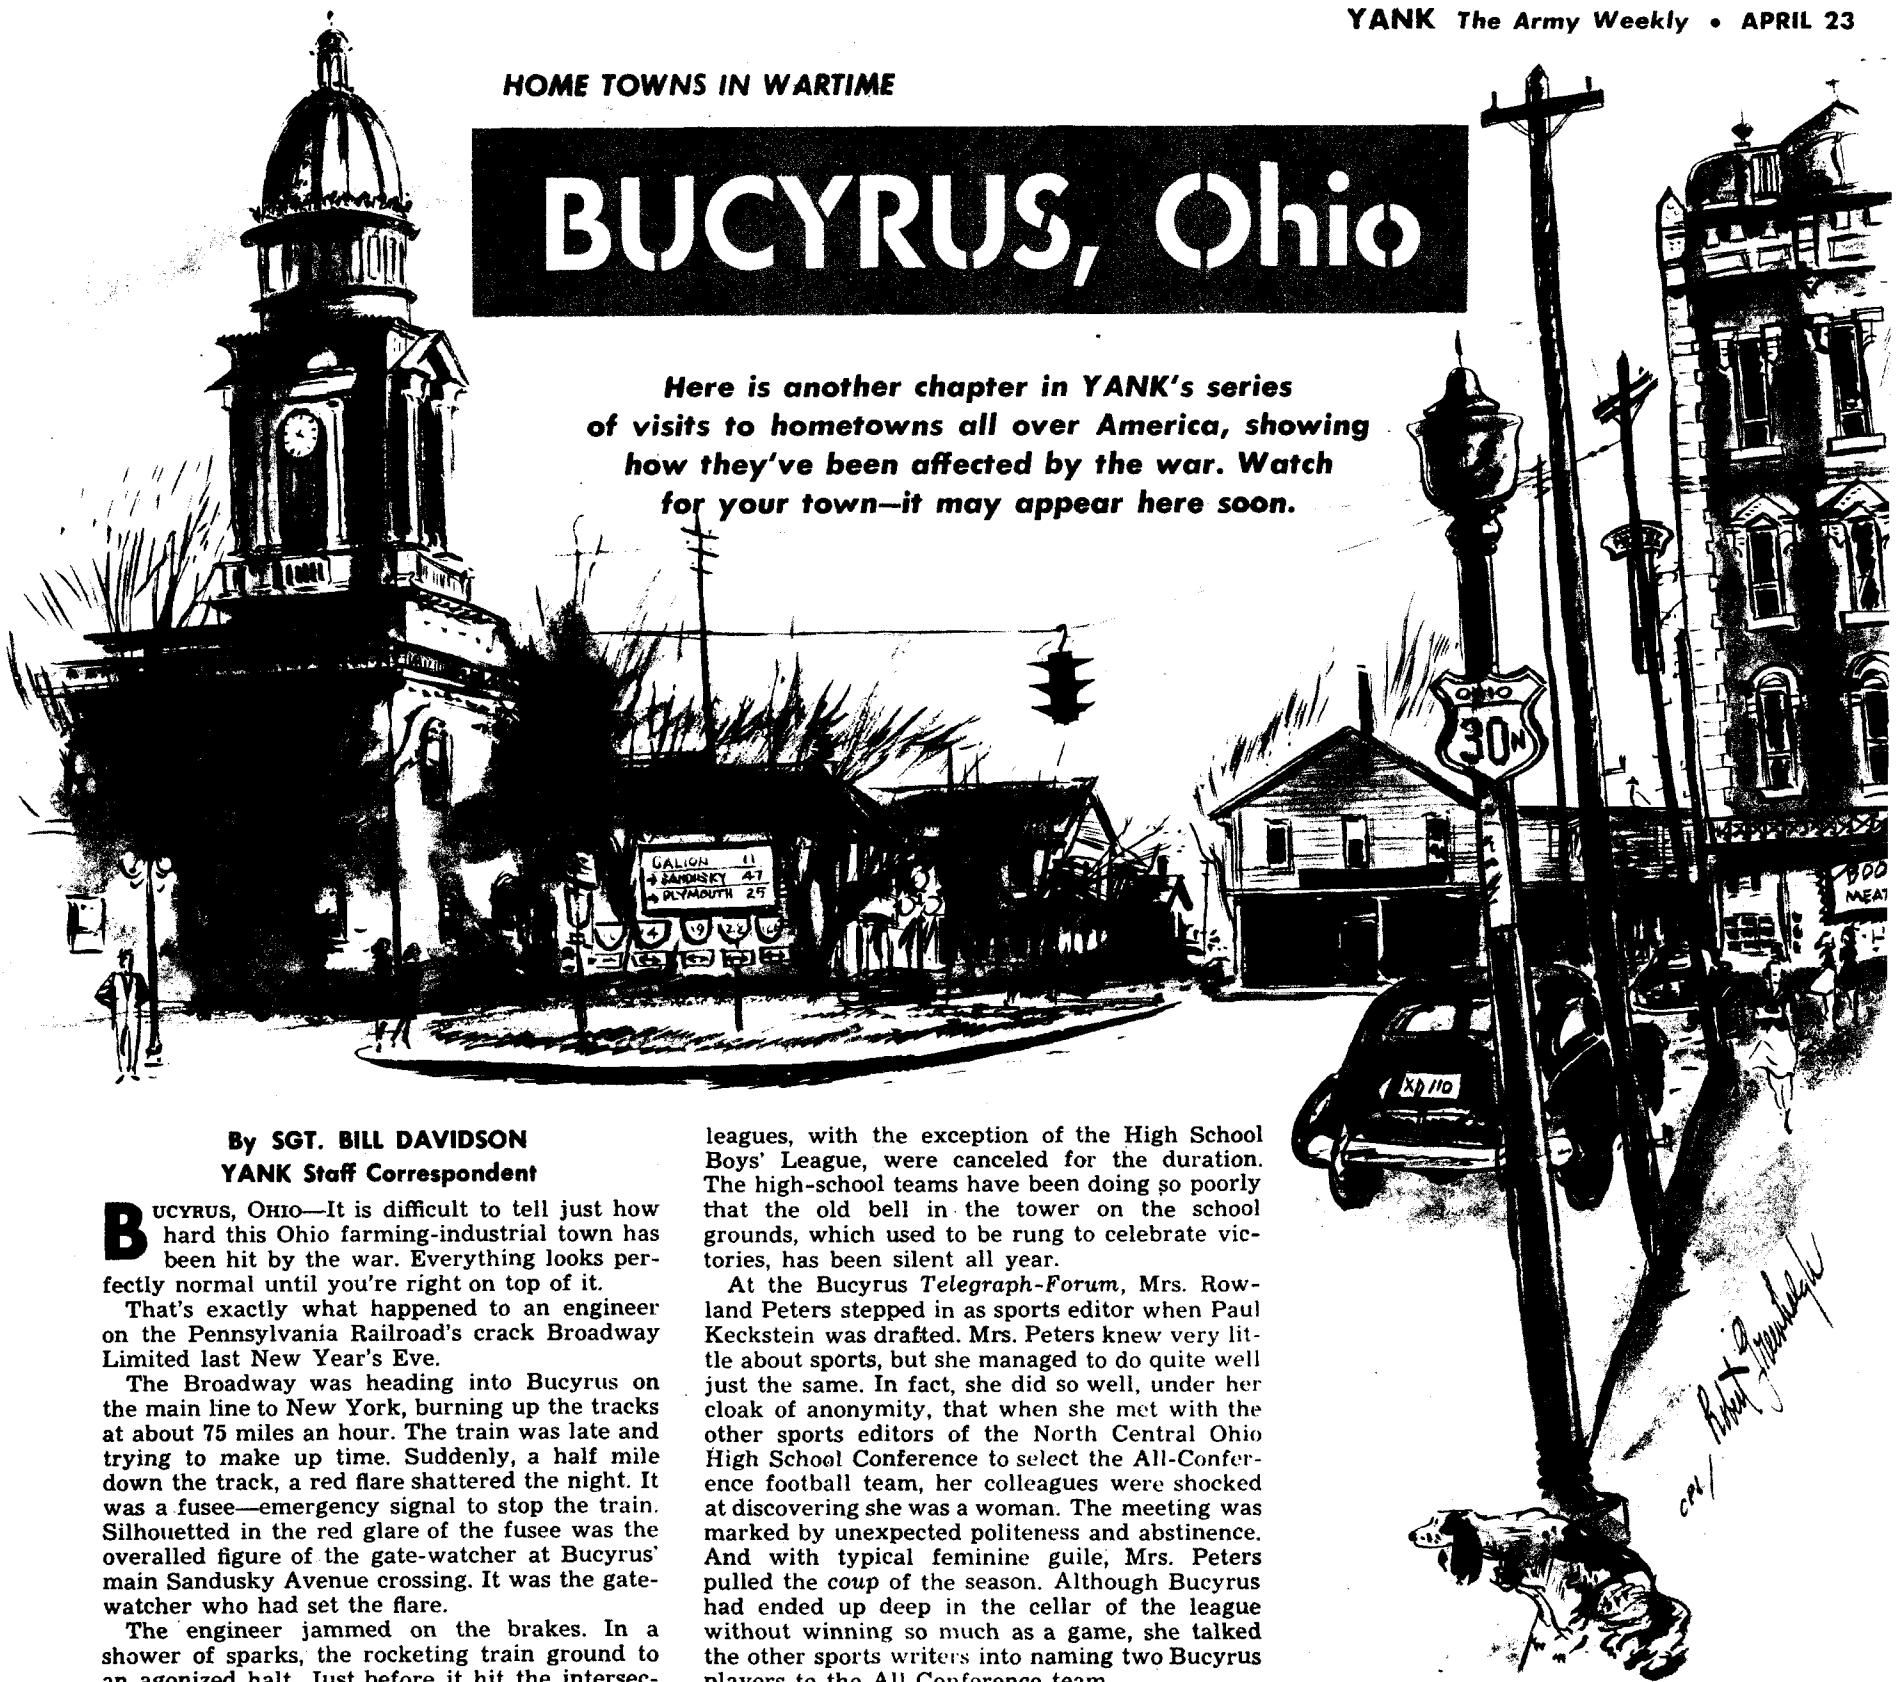 YANK The Army Weekly • APRIL 23
HOME TOWNS IN WARTIME
BUCYRUS, Ohio
Here is another chapter in YANK's series
of visits to hometowns all over America, showing
how they've been affected by the war. Watch
for your town—it may appear here soon.
OHIO
30N
GALION 11
SANDUSKY 47
PLYMOUTH 25
4
19
XD 110
MEAT
Cpl. Robert Greenhalgh
By SGT. BILL DAVIDSON
YANK Staff Correspondent
BUCYRUS, OHIO—It is difficult to tell just how
hard this Ohio farming-industrial town has
been hit by the war. Everything looks per-
fectly normal until you're right on top of it.
That's exactly what happened to an engineer
on the Pennsylvania Railroad's crack Broadway
Limited last New Year's Eve.
The Broadway was heading into Bucyrus on
the main line to New York, burning up the tracks
at about 75 miles an hour. The train was late and
trying to make up time. Suddenly, a half mile
down the track, a red flare shattered the night. It
was a fusee—emergency signal to stop the train.
Silhouetted in the red glare of the fusee was the
overalled figure of the gate-watcher at Bucyrus'
main Sandusky Avenue crossing. It was the gate-
watcher who had set the flare.
The engineer jammed on the brakes. In a
shower of sparks, the rocketing train ground to
an agonized halt. Just before it hit the intersec-
leagues, with the exception of the High School
Boys' League, were canceled for the duration.
The high-school teams have been doing so poorly
that the old bell in the tower on the school
grounds, which used to be rung to celebrate vic-
tories, has been silent all year.
At the Bucyrus Telegraph-Forum, Mrs. Row-
land Peters stepped in as sports editor when Paul
Keckstein was drafted. Mrs. Peters knew very lit-
tle about sports, but she managed to do quite well
just the same. In fact, she did so well, under her
cloak of anonymity, that when she met with the
other sports editors of the North Central Ohio
High School Conference to select the All-Confer-
ence football team, her colleagues were shocked
at discovering she was a woman. The meeting was
marked by unexpected politeness and abstinence.
And with typical feminine guile, Mrs. Peters
pulled the coup of the season. Although Bucyrus
had ended up deep in the cellar of the league
without winning so much as a game, she talked
the other sports writers into naming two Bucyrus
players to the All Conference team.